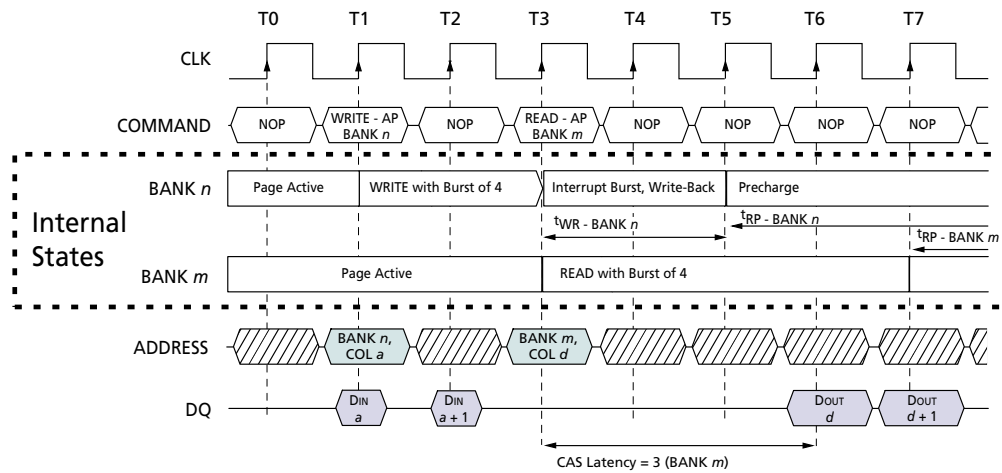 T0 T1 T2 T3 T4 T5 T6 T7
CLK
COMMAND
NOP
WRITE - AP
BANK n
NOP
READ - AP
BANK m
NOP
NOP
NOP
NOP
Internal
States
BANK n
Page Active
WRITE with Burst of 4
Interrupt Burst, Write-Back
Precharge
tWR - BANK n
tRP - BANK n
tRP - BANK m
BANK m
Page Active
READ with Burst of 4
ADDRESS
BANK n,
COL a
BANK m,
COL d
DQ
DIN
a
DIN
a + 1
DOUT
d
DOUT
d + 1
CAS Latency = 3 (BANK m)